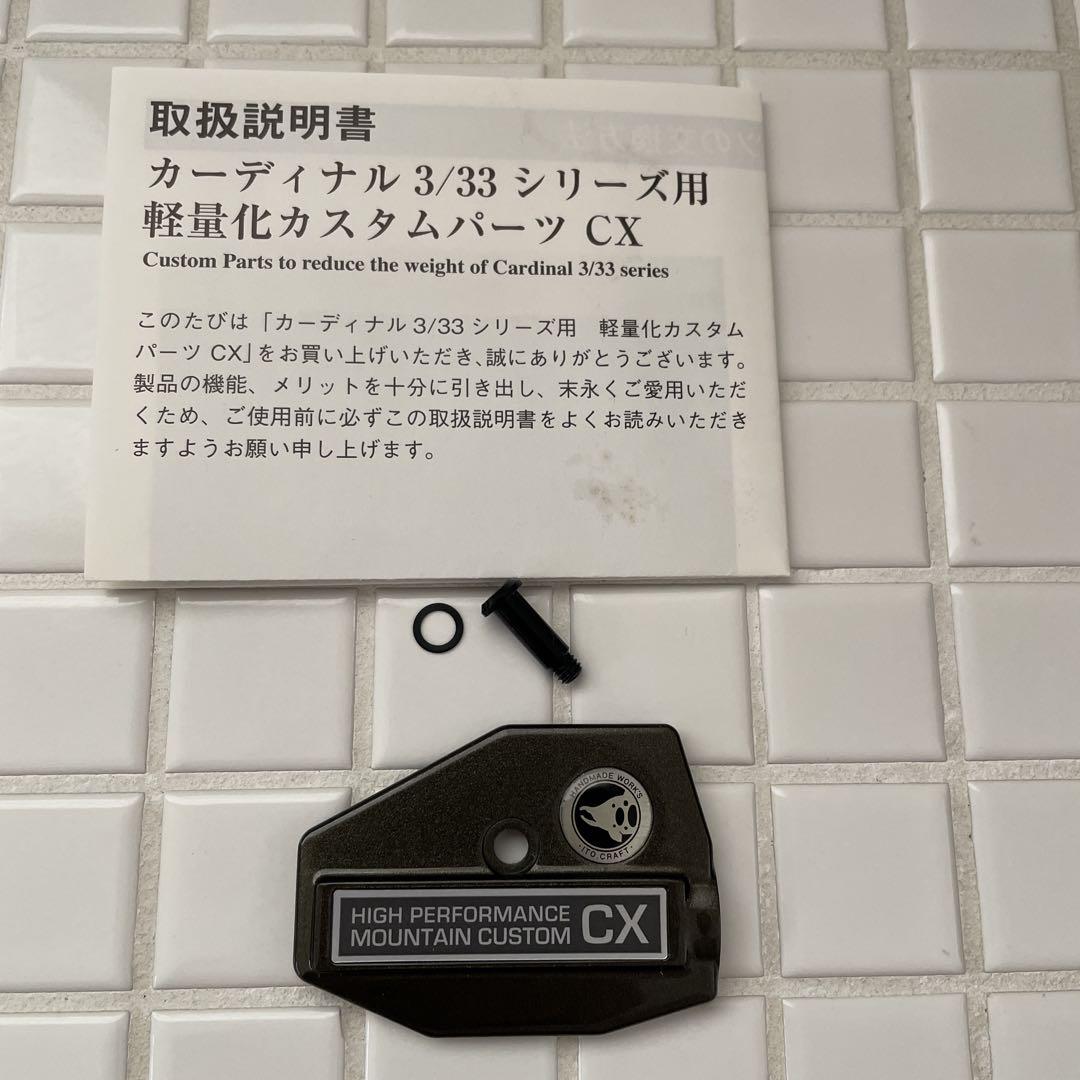 取扱説明書
カーディナル 3/33 シリーズ用
軽量化カスタムパーツ CX
Custom Parts to reduce the weight of Cardinal 3/33 series
このたびは「カーディナル 3/33 シリーズ用　軽量化カスタム
パーツ CX」をお買い上げいただき、誠にありがとうございます。
製品の機能、メリットを十分に引き出し、末永くご愛用いただ
くため、ご使用前に必ずこの取扱説明書をよくお読みいただき
ますようお願い申し上げます。
HANDMADE WORK'S
・ITO.CRAFT・
HIGH PERFORMANCE
MOUNTAIN CUSTOM CX